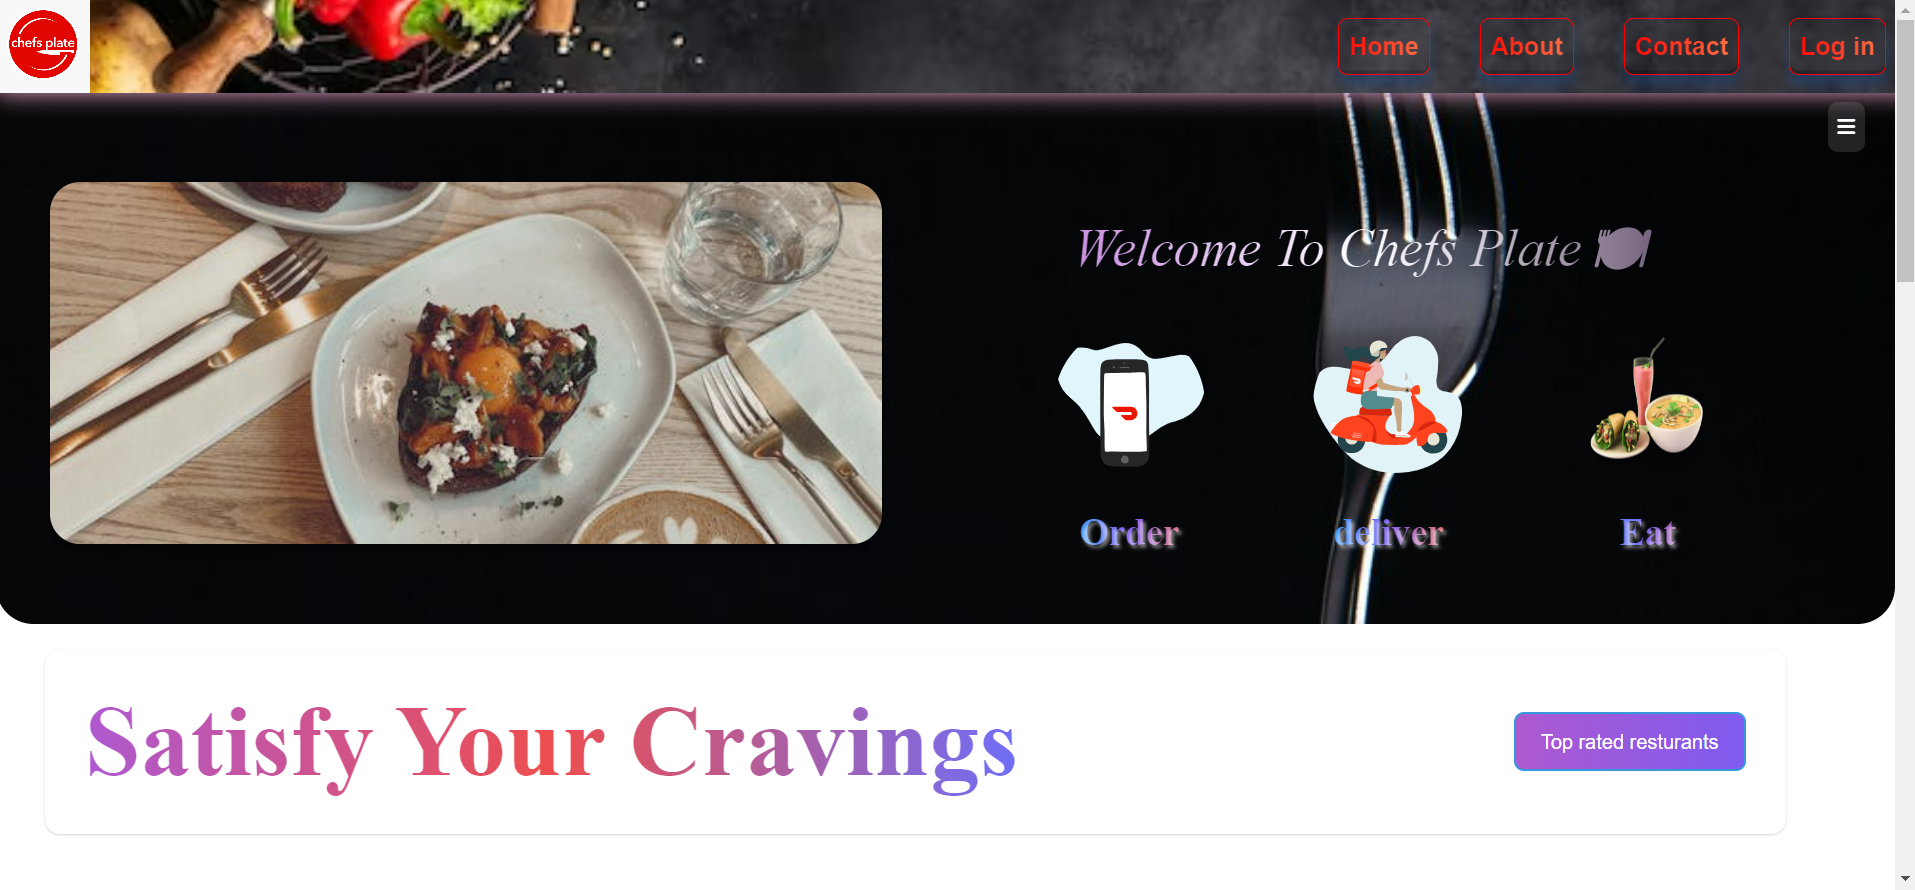 chefs plate
Home
About
Contact
Log in
Welcome To Chefs Plate 🍽
Order
deliver
Eat
Satisfy Your Cravings
Top rated resturants